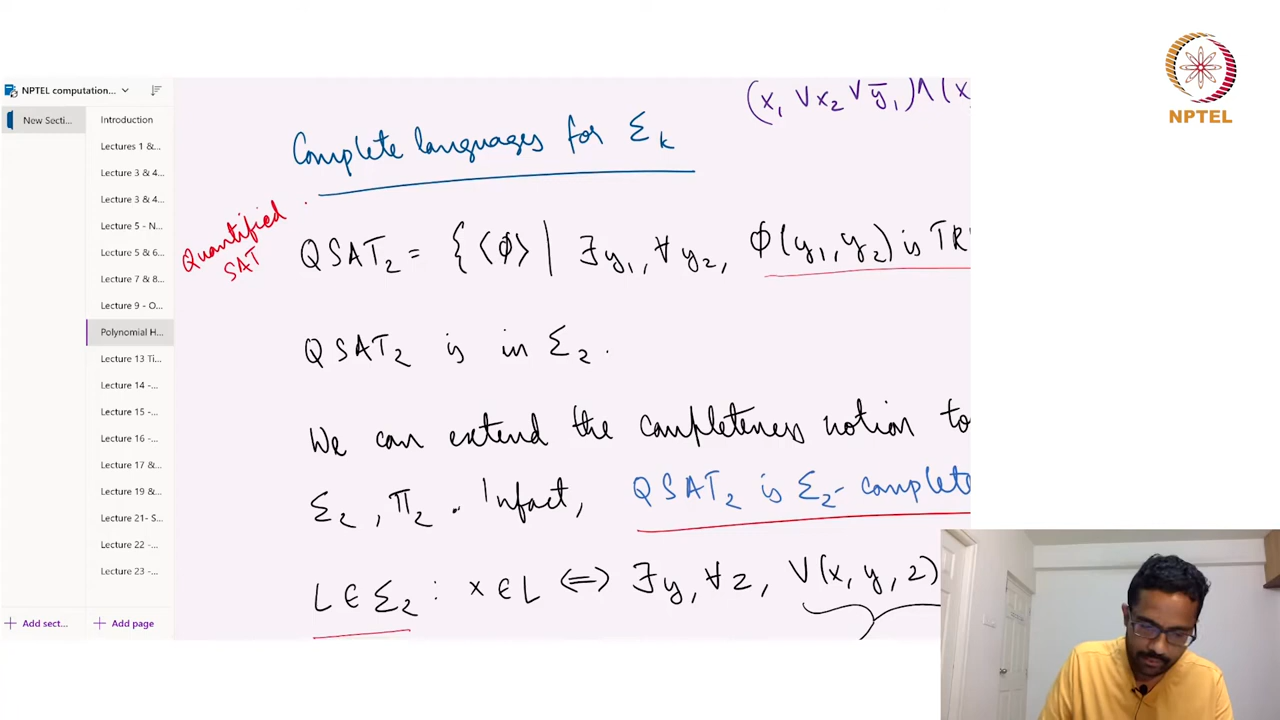 NPTEL
NPTEL computation...
New Secti...
Introduction
Lectures 1 &...
Lecture 3 & 4...
Lecture 3 & 4...
Lecture 5 - N...
Lecture 5 & 6...
Lecture 7 & 8...
Lecture 9 - O...
Polynomial H...
Lecture 13 Ti...
Lecture 14 -...
Lecture 15 -...
Lecture 16 -...
Lecture 17 &...
Lecture 19 &...
Lecture 21- S...
Lecture 22 -...
Lecture 23 -...
Add sect...
Add page
(x₁ ∨ x₂ ∨ ȳ₁) ∧ (x
Complete languages for Σₖ
Quantified
SAT
QSAT₂ = {⟨Φ⟩ | ∃y₁, ∀y₂, Φ(y₁, y₂) is TR
QSAT₂ is in Σ₂.
We can extend the completeness notion to
Σ₂, Π₂. Infact, QSAT₂ is Σ₂-complete
L ∈ Σ₂ : x ∈ L ⟺ ∃y, ∀z, V(x, y, z)